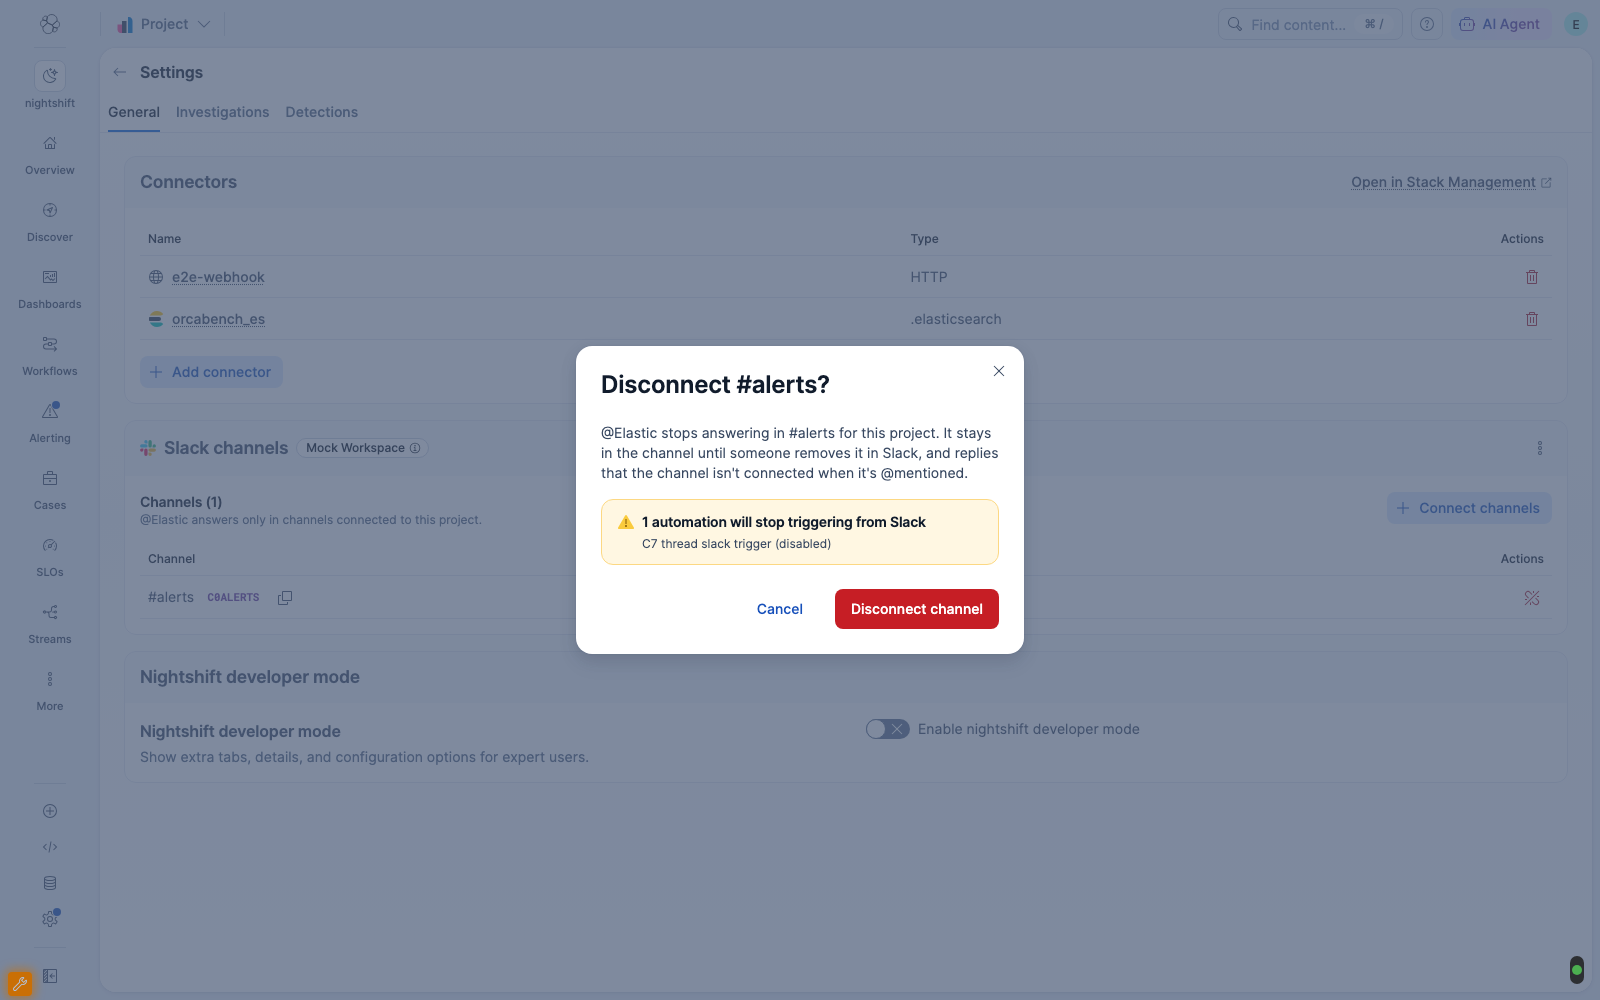 Project
Find content...
⌘ /
AI Agent
E
nightshift
Overview
Discover
Dashboards
Workflows
Alerting
Cases
SLOs
Streams
More
Settings
General
Investigations
Detections
Connectors
Open in Stack Management
Name
Type
Actions
e2e-webhook
HTTP
orcabench_es
.elasticsearch
Add connector
Slack channels
Mock Workspace
Channels (1)
@Elastic answers only in channels connected to this project.
Connect channels
Channel
Actions
#alerts
C0ALERTS
Nightshift developer mode
Nightshift developer mode
Show extra tabs, details, and configuration options for expert users.
Enable nightshift developer mode
Disconnect #alerts?
@Elastic stops answering in #alerts for this project. It stays
in the channel until someone removes it in Slack, and replies
that the channel isn't connected when it's @mentioned.
1 automation will stop triggering from Slack
C7 thread slack trigger (disabled)
Cancel
Disconnect channel